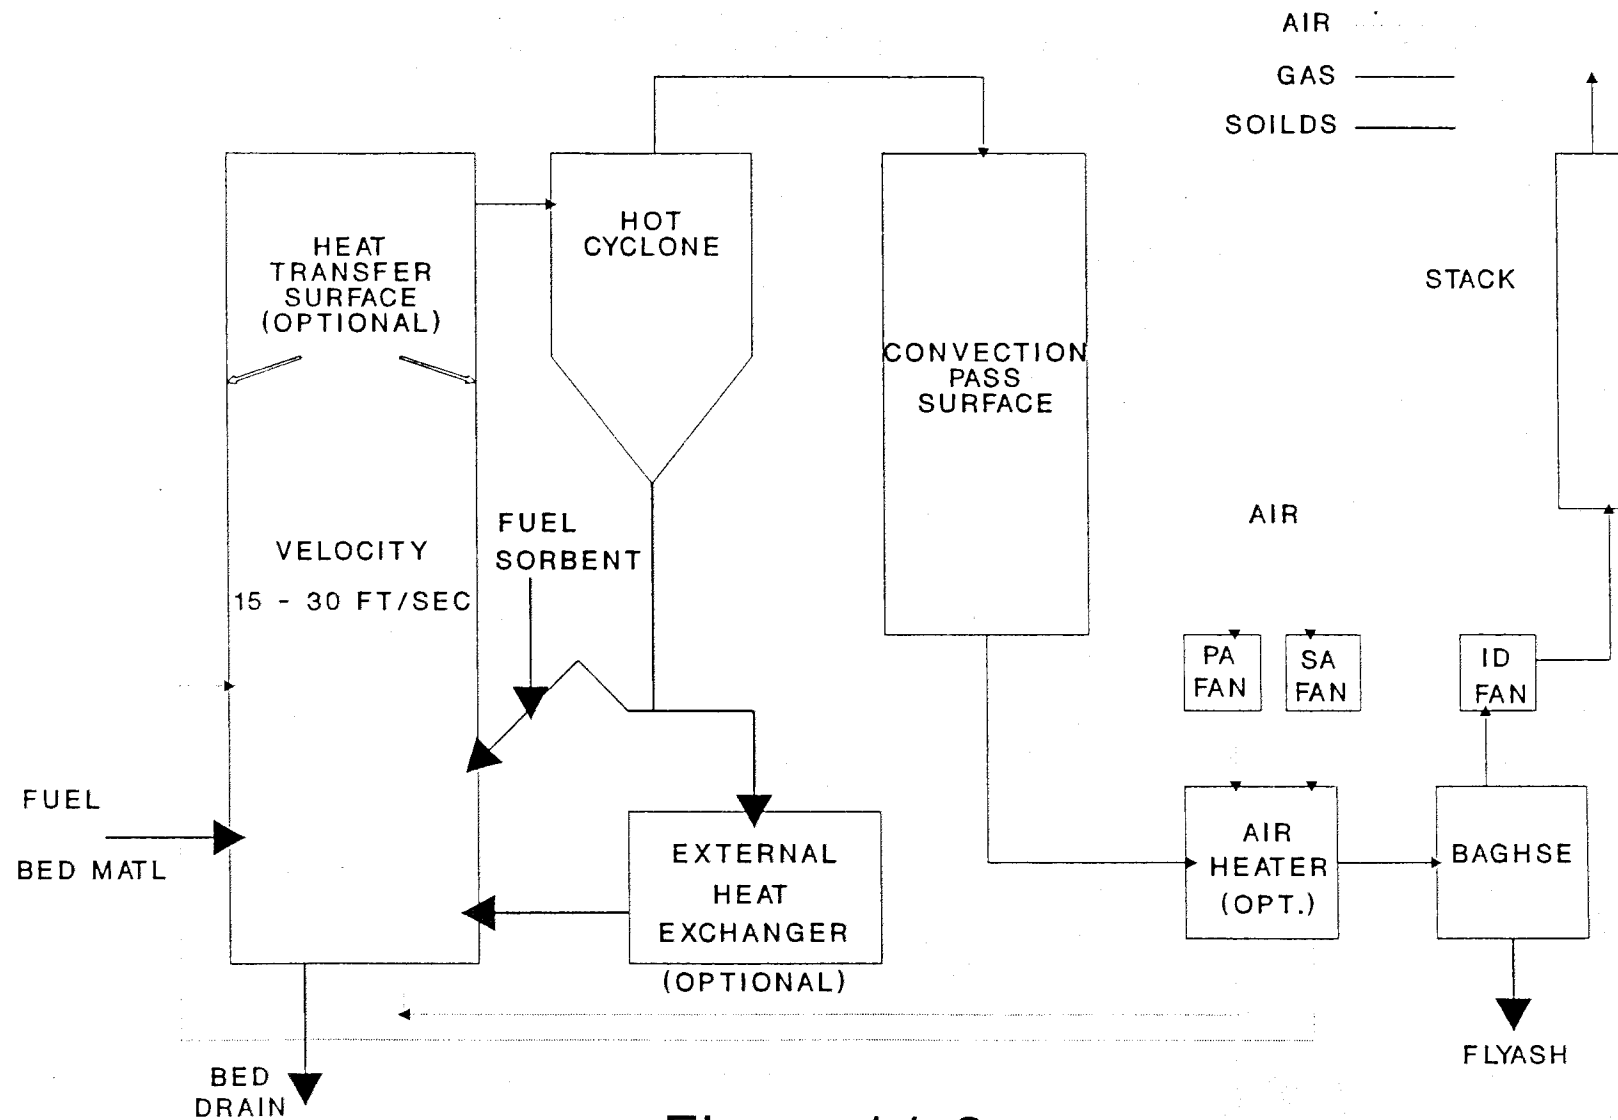 AIR
GAS
SOILDS
HEAT
TRANSFER
SURFACE
(OPTIONAL)
HOT
CYCLONE
CONVECTION
PASS
SURFACE
STACK
VELOCITY
15 - 30 FT/SEC
FUEL
SORBENT
AIR
PA
FAN
SA
FAN
ID
FAN
FUEL
BED MATL
EXTERNAL
HEAT
EXCHANGER
(OPTIONAL)
AIR
HEATER
(OPT.)
BAGHSE
FLYASH
BED
DRAIN